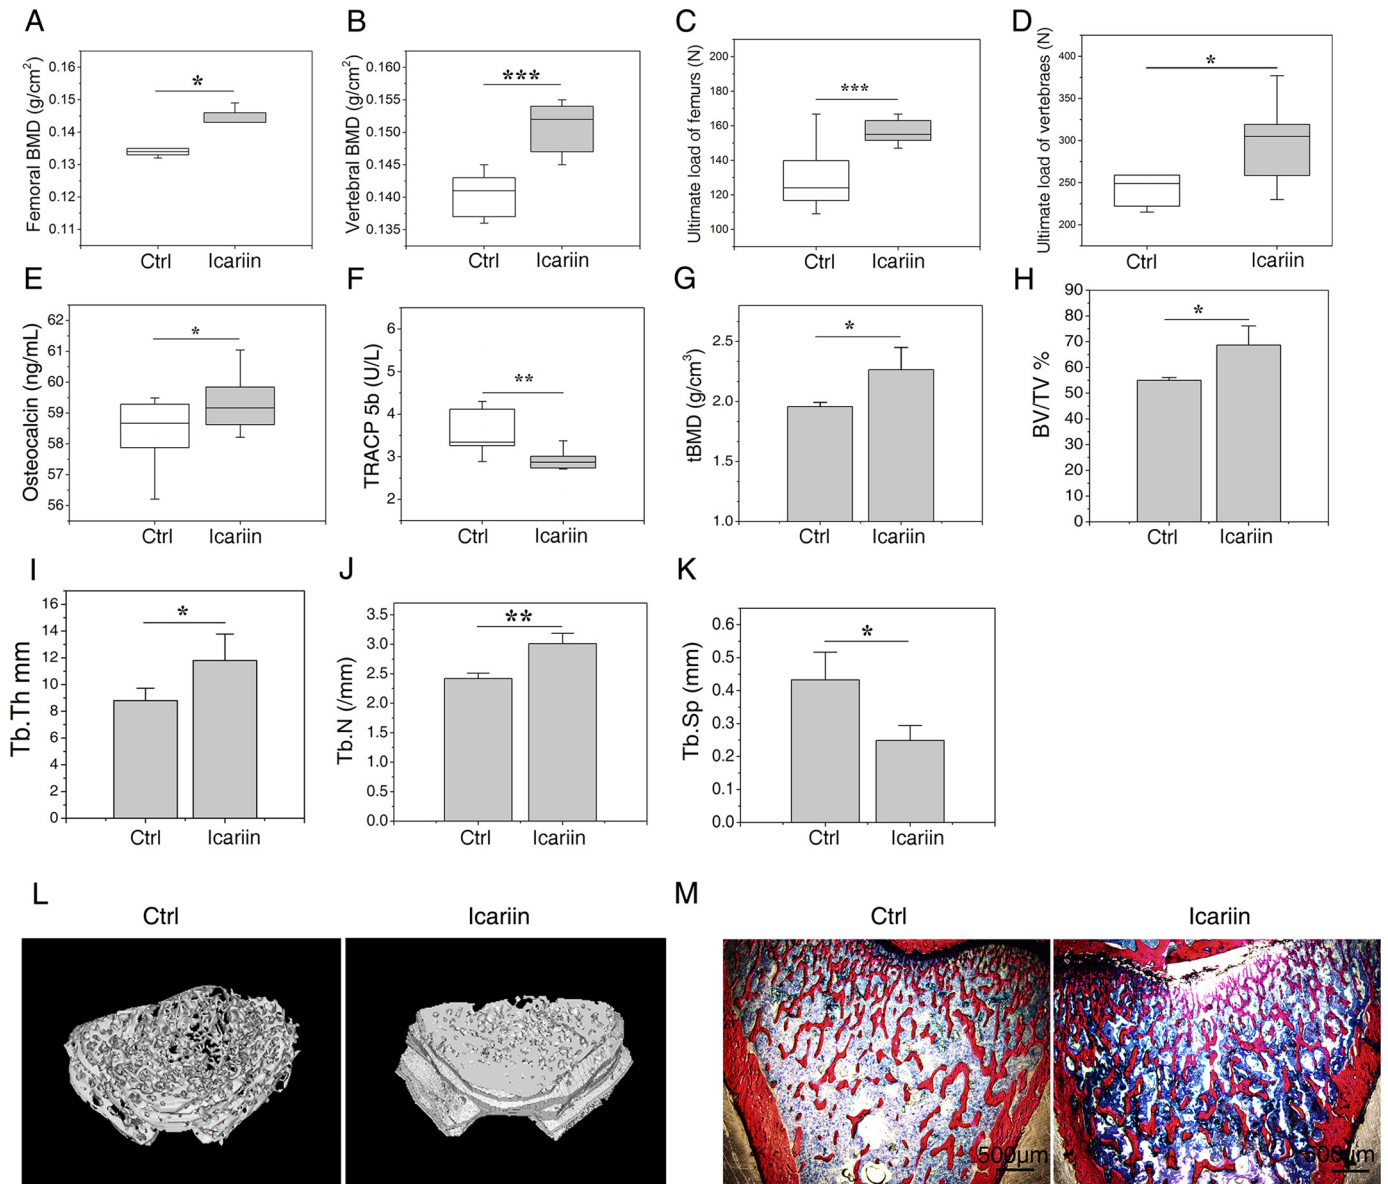 A
Femoral BMD (g/cm²)
0.16
0.15
0.14
0.13
0.12
0.11
*
Ctrl Icariin
B
Vertebral BMD (g/cm²)
0.160
0.155
0.150
0.145
0.140
0.135
***
Ctrl Icariin
C
Ultimate load of femurs (N)
200
180
160
140
120
100
***
Ctrl Icariin
D
Ultimate load of vertebraes (N)
400
350
300
250
200
*
Ctrl Icariin
E
Osteocalcin (ng/mL)
62
61
60
59
58
57
56
*
Ctrl Icariin
F
TRACP 5b (U/L)
6
5
4
3
2
**
Ctrl Icariin
G
tBMD (g/cm³)
2.5
2.0
1.5
1.0
*
Ctrl Icariin
H
BV/TV %
90
80
70
60
50
40
30
20
10
0
*
Ctrl Icariin
I
Tb.Th mm
16
14
12
10
8
6
4
2
0
*
Ctrl Icariin
J
Tb.N (/mm)
3.5
3.0
2.5
2.0
1.5
1.0
0.5
0.0
**
Ctrl Icariin
K
Tb.Sp (mm)
0.6
0.5
0.4
0.3
0.2
0.1
0.0
*
Ctrl Icariin
L
Ctrl Icariin
M
Ctrl Icariin
500μm
500μm